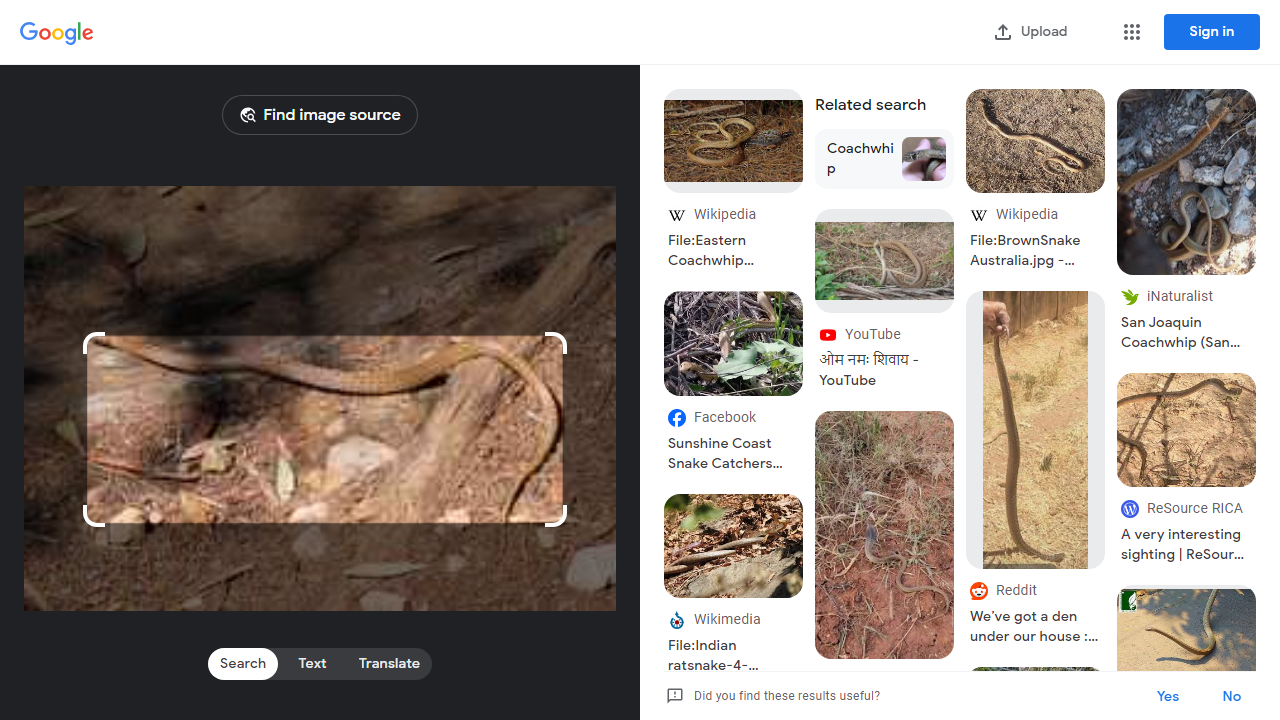 Google
Upload
Sign in
Find image source
Search
Text
Translate
Wikipedia
File:Eastern
Coachwhip...
Facebook
Sunshine Coast
Snake Catchers...
Wikimedia
File:Indian
ratsnake-4-...
Related search
Coachwhi
p
YouTube
ओम नमः शिवाय -
YouTube
Wikipedia
File:BrownSnake
Australia.jpg -...
Reddit
We've got a den
under our house :...
iNaturalist
San Joaquin
Coachwhip (San...
ReSource RICA
A very interesting
sighting | ReSour...
Did you find these results useful?
Yes
No